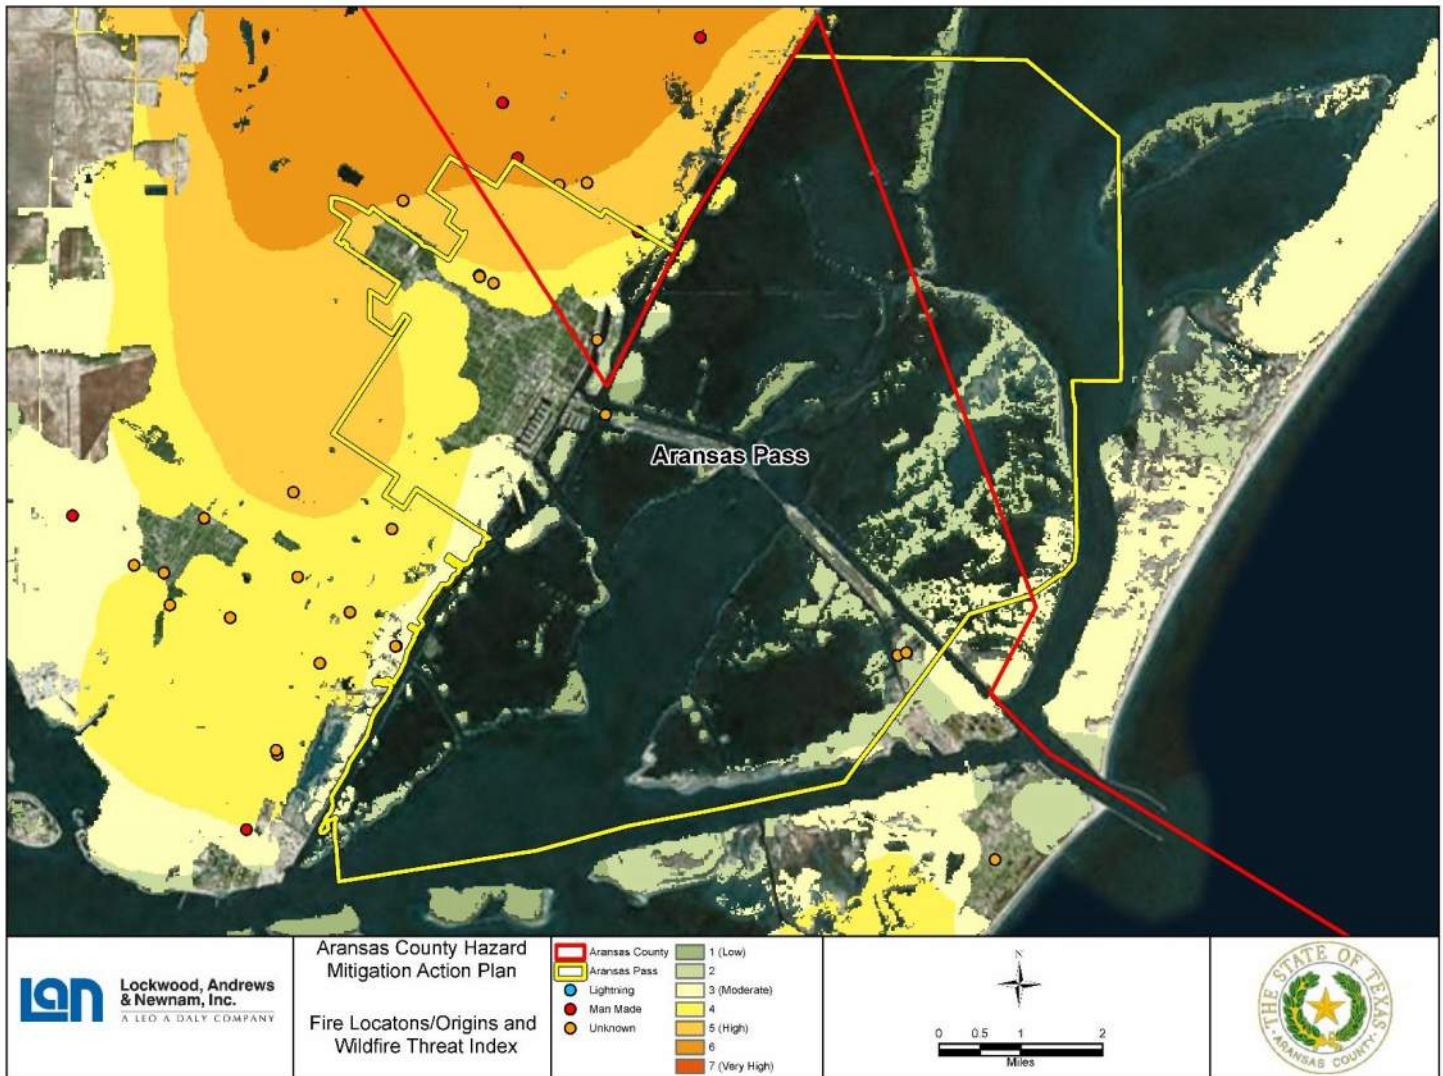 Aransas Pass
LAN
Lockwood, Andrews
& Newnam, Inc.
A LEO A DALY COMPANY
Aransas County Hazard
Mitigation Action Plan
Fire Locatons/Origins and
Wildfire Threat Index
Aransas County
Aransas Pass
Lightning
Man Made
Unknown
1 (Low)
2
3 (Moderate)
4
5 (High)
6
7 (Very High)
N
0 0.5 1 2
Miles
THE STATE OF TEXAS
ARANSAS COUNTY